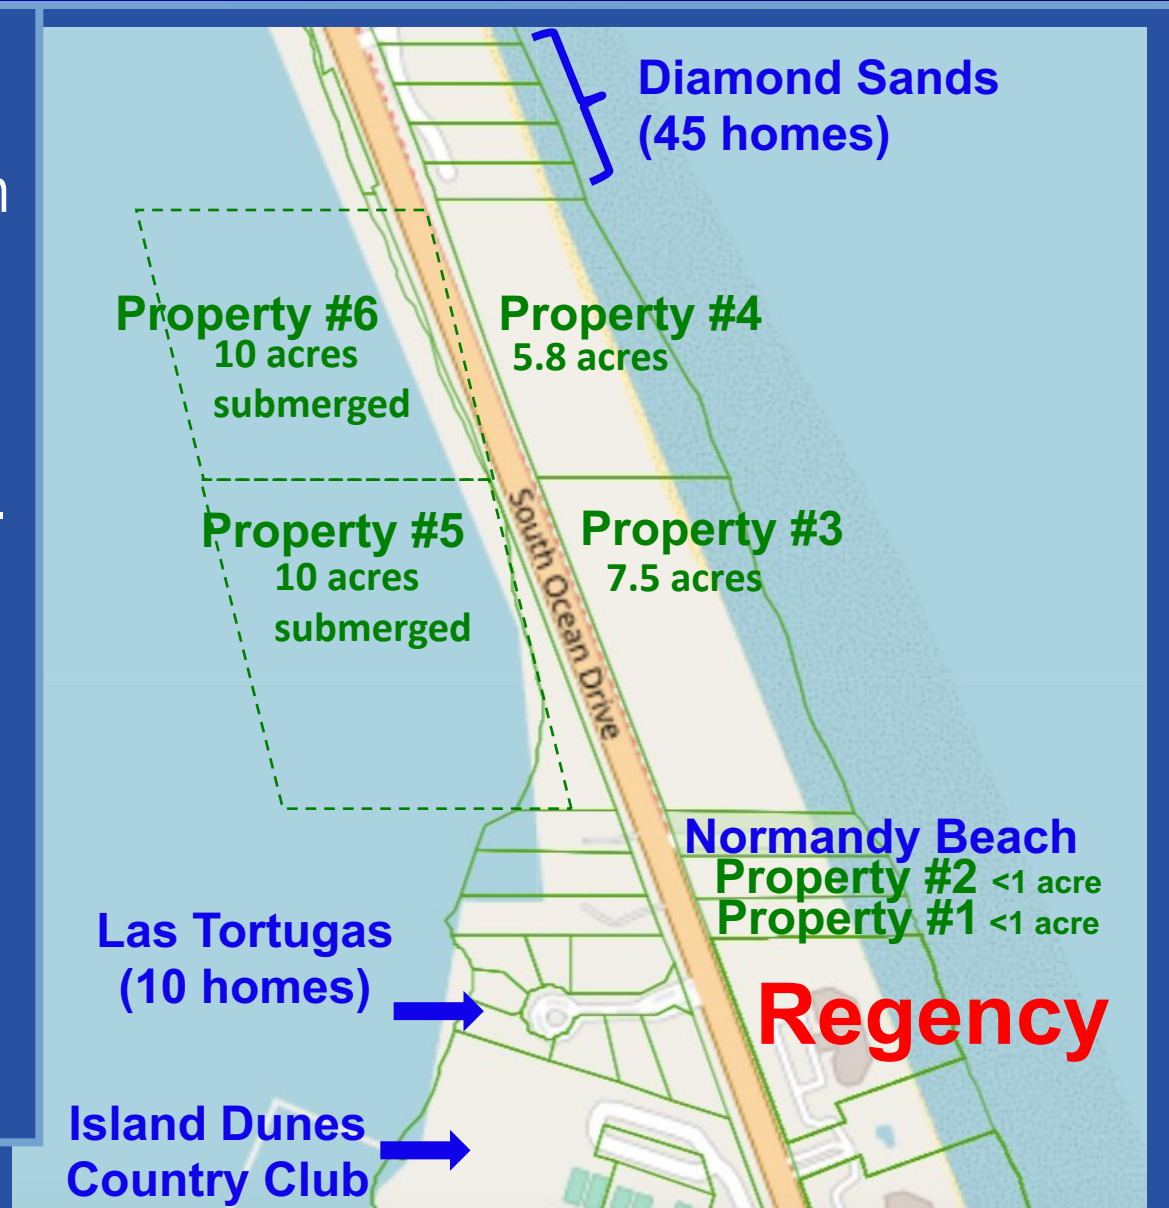 Diamond Sands
(45 homes)
Property #6
10 acres
submerged
Property #4
5.8 acres
Property #5
10 acres
submerged
Property #3
7.5 acres
South Ocean Drive
Normandy Beach
Property #2 <1 acre
Property #1 <1 acre
Las Tortugas
(10 homes)
Regency
Island Dunes
Country Club